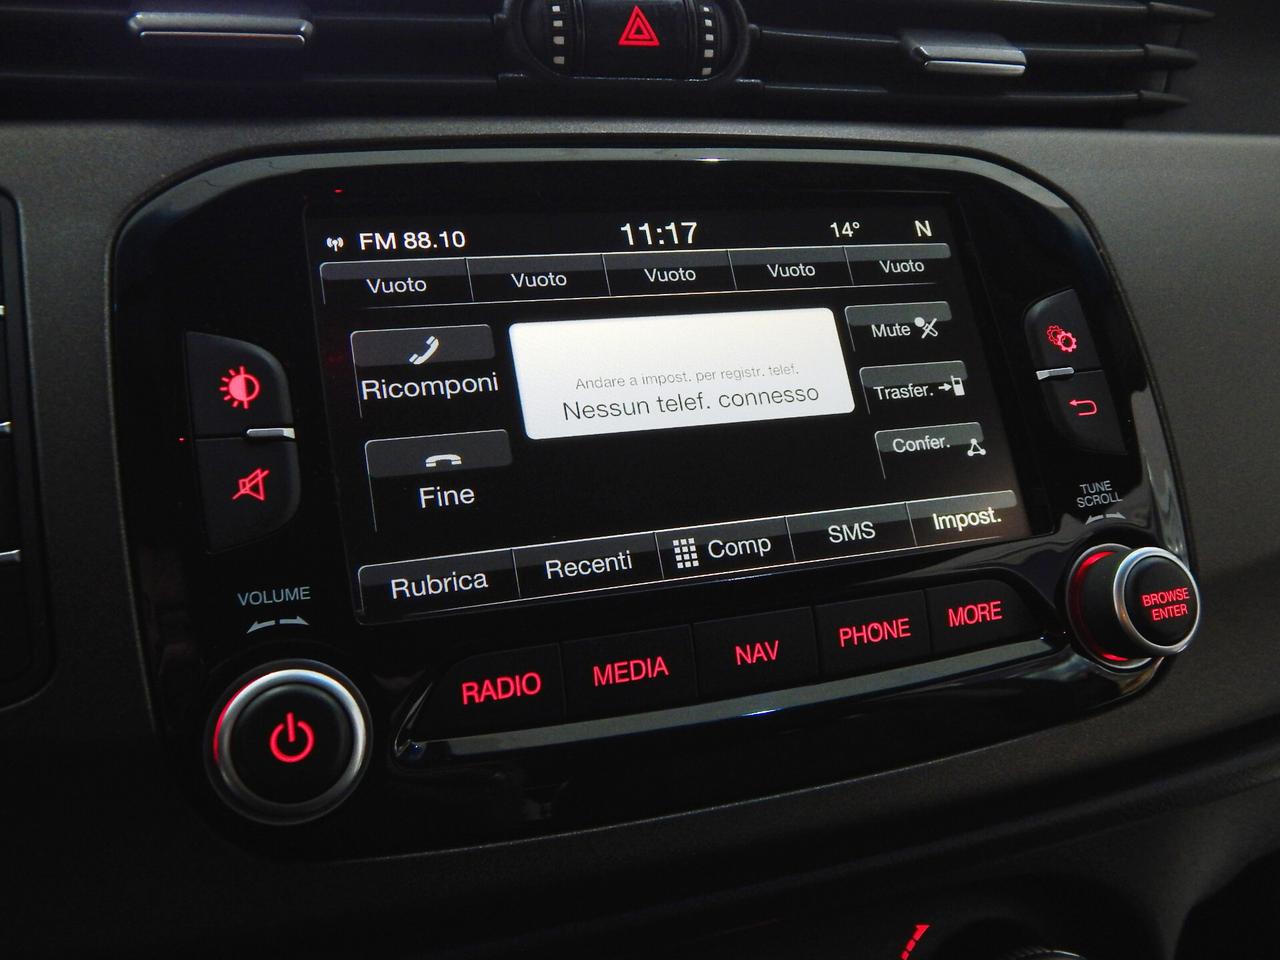 FM 88.10 11:17 14° N
Vuoto Vuoto Vuoto Vuoto Vuoto
Ricomponi
Andare a impost. per registr. telef.
Nessun telef. connesso
Mute
Trasfer.
Fine
Confer.
Rubrica Recenti Comp SMS Impost.
VOLUME
TUNE
SCROLL
RADIO MEDIA NAV PHONE MORE
BROWSE
ENTER